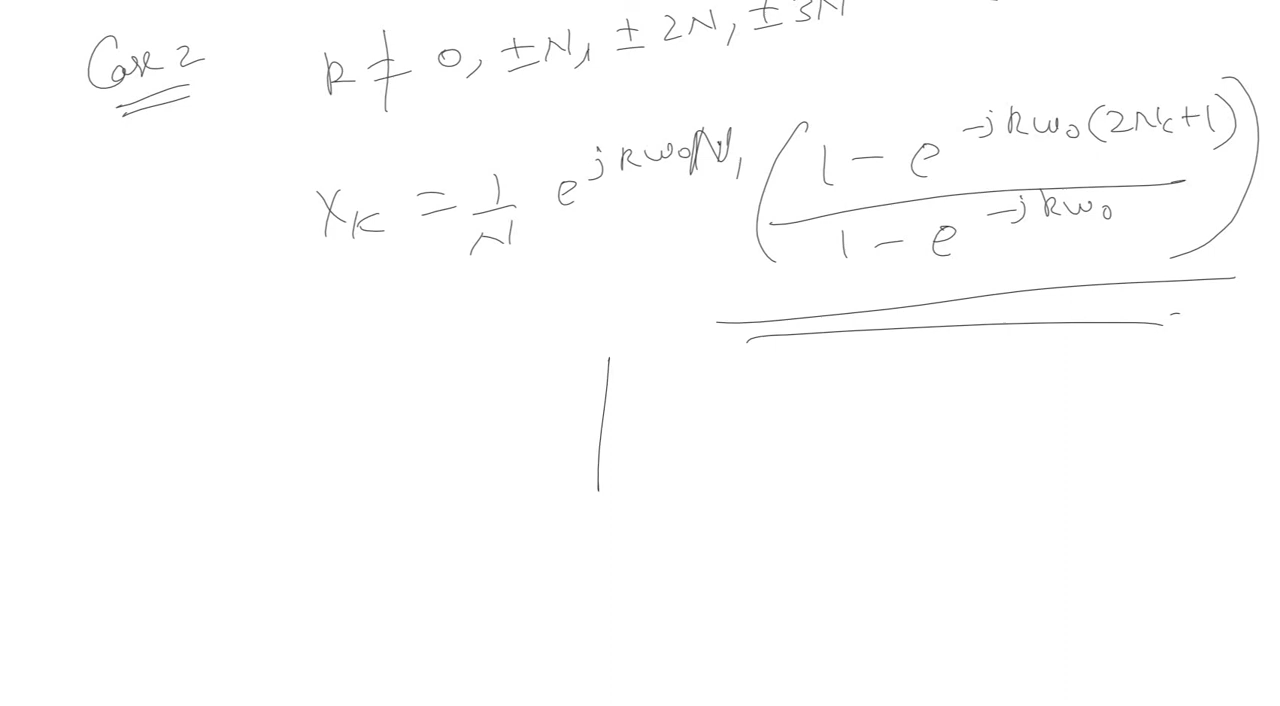 Case 2 k ≠ 0, ±N, ±2N, ±3N
X_k = 1/N e^{jkω₀N₁} ( (1 - e^{-jkω₀(2N₁+1)}) / (1 - e^{-jkω₀}) )